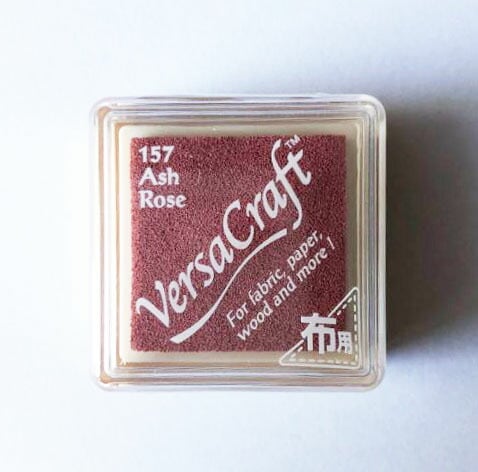 157
Ash
Rose
VersaCraft™
For fabric, paper,
wood and more !
布用